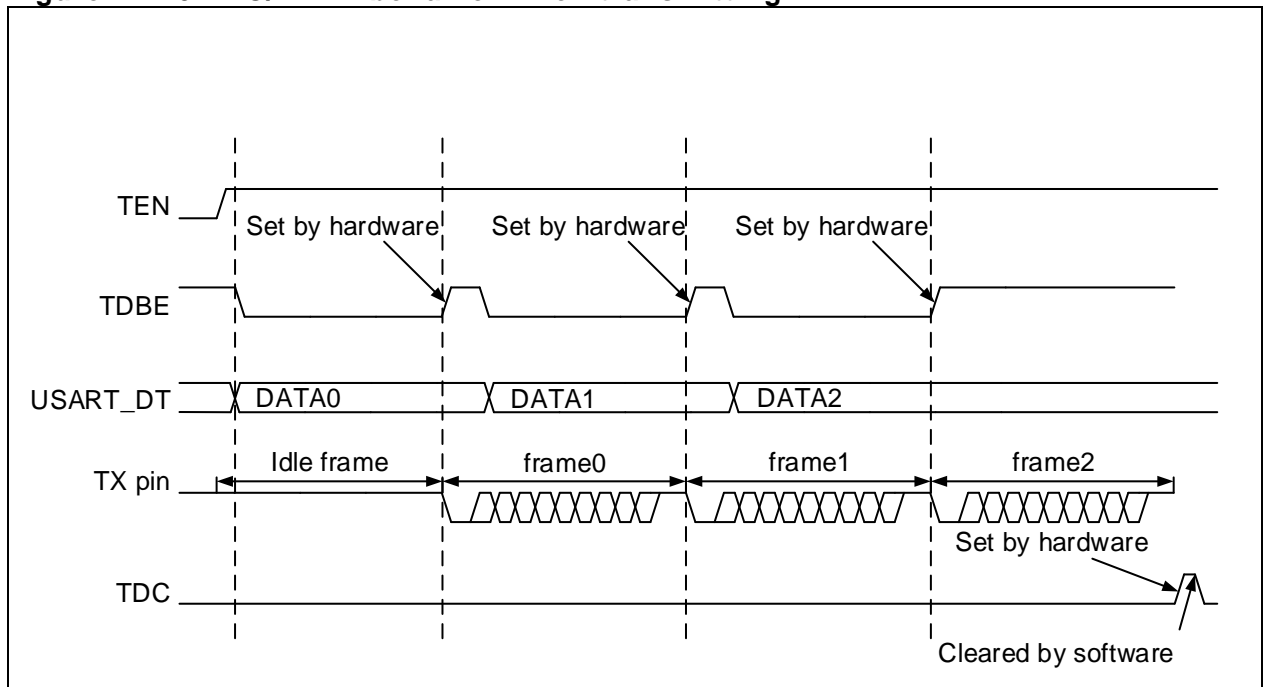 TEN
Set by hardware Set by hardware Set by hardware
TDBE
USART_DT DATA0 DATA1 DATA2
Idle frame frame0 frame1 frame2
TX pin
Set by hardware
TDC
Cleared by software